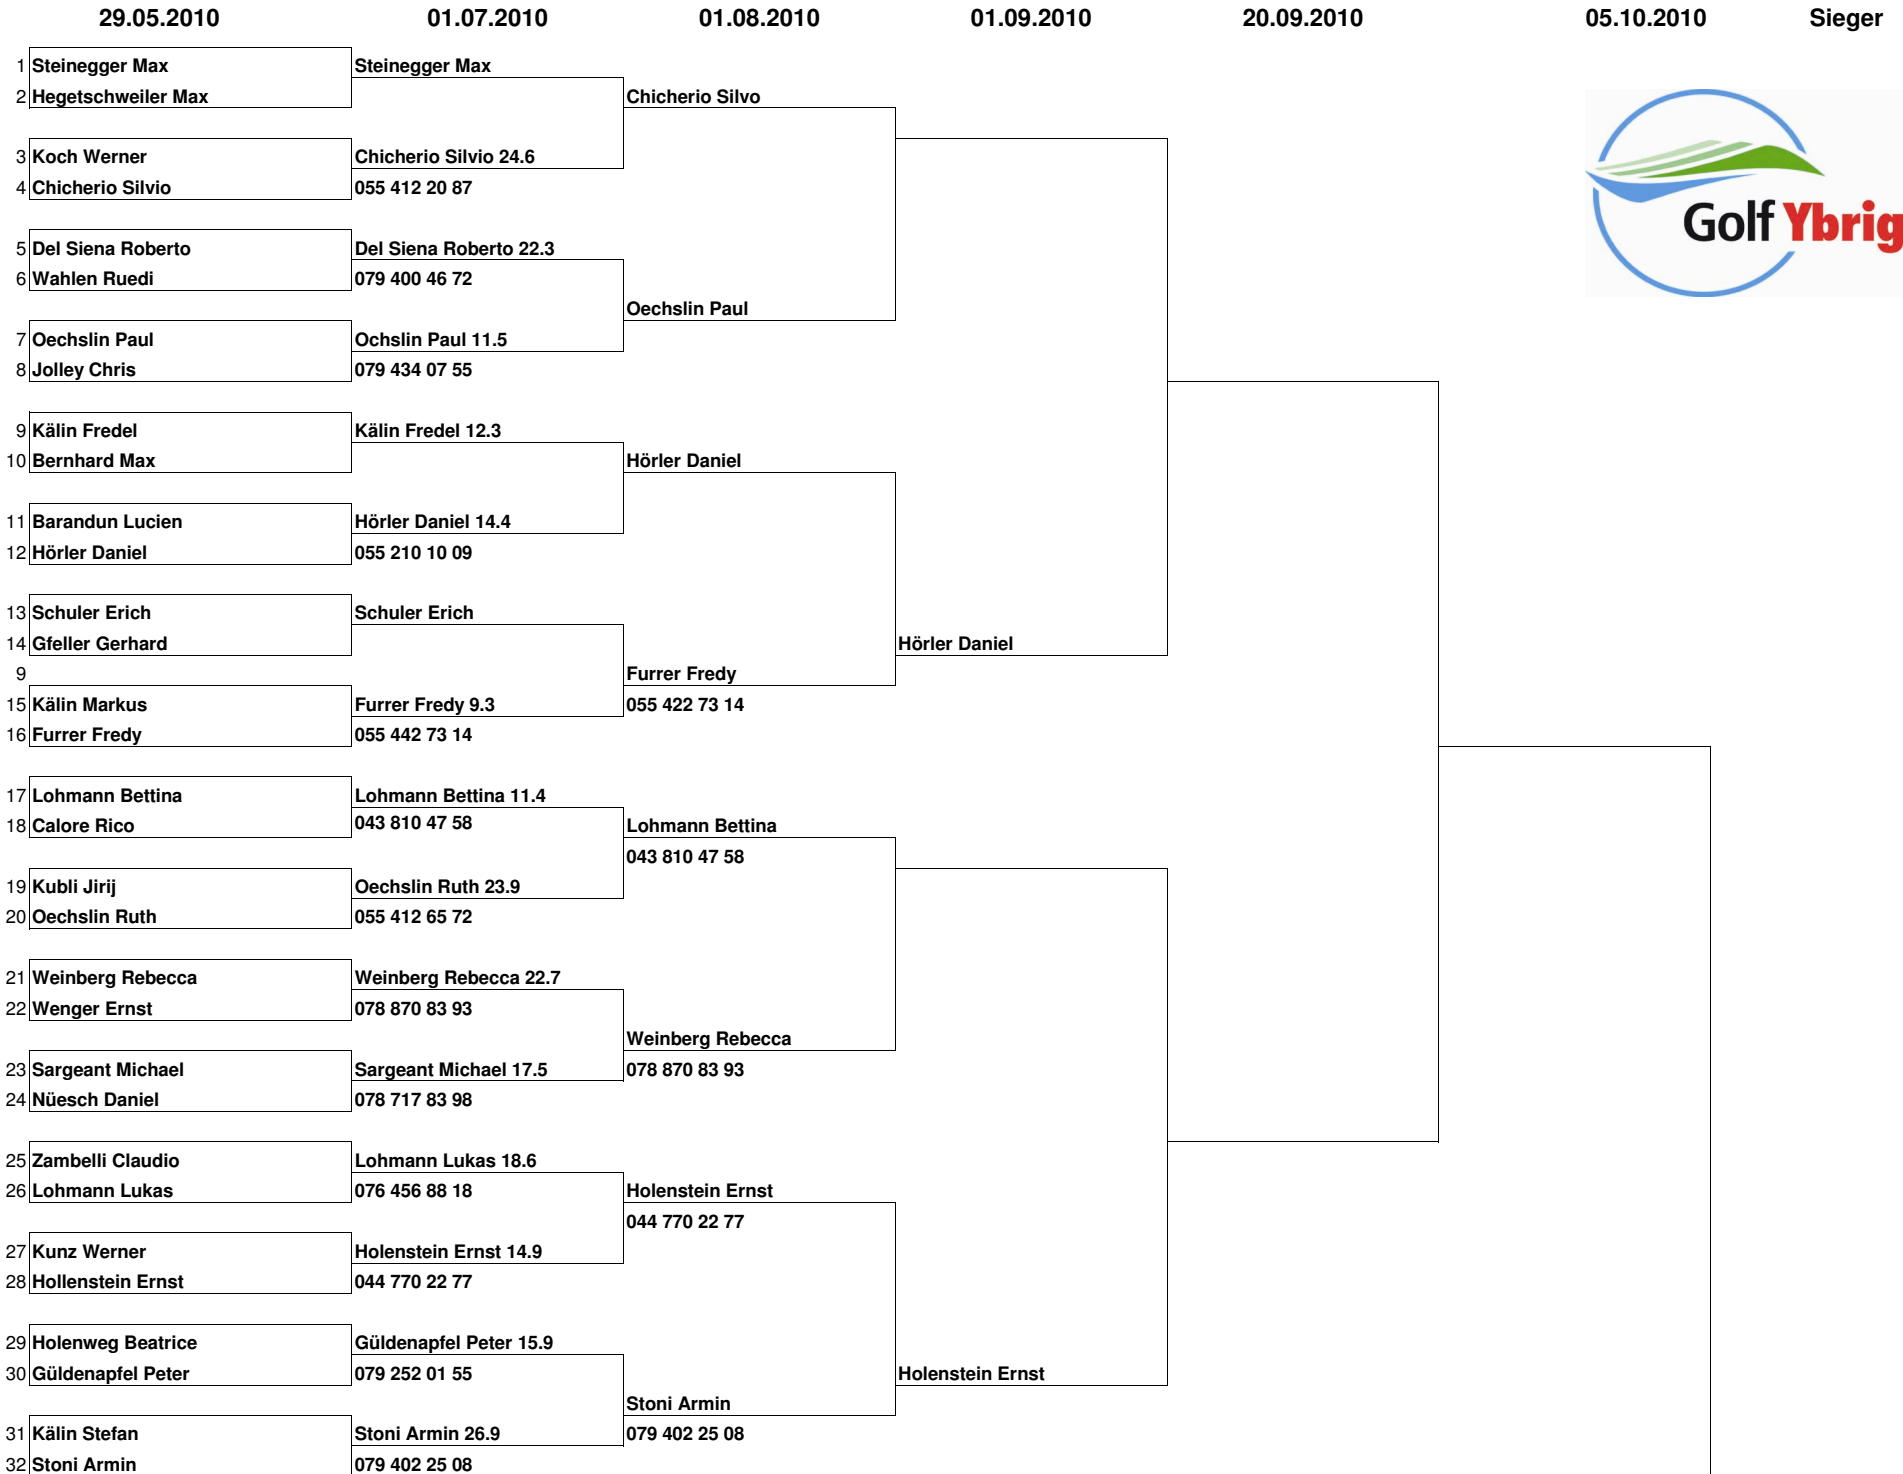 29.05.2010 01.07.2010 01.08.2010 01.09.2010 20.09.2010 05.10.2010 Sieger
1 Steinegger Max Steinegger Max
2 Hegetschweiler Max Chicherio Silvo
3 Koch Werner Chicherio Silvio 24.6
4 Chicherio Silvio 055 412 20 87
Golf Ybrig
5 Del Siena Roberto Del Siena Roberto 22.3
6 Wahlen Ruedi 079 400 46 72
Oechslin Paul
7 Oechslin Paul Ochslin Paul 11.5
8 Jolley Chris 079 434 07 55
9 Kälin Fredel Kälin Fredel 12.3
10 Bernhard Max Hörler Daniel
11 Barandun Lucien Hörler Daniel 14.4
12 Hörler Daniel 055 210 10 09
13 Schuler Erich Schuler Erich
14 Gfeller Gerhard Hörler Daniel
9 Furrer Fredy
15 Kälin Markus Furrer Fredy 9.3 055 422 73 14
16 Furrer Fredy 055 442 73 14
17 Lohmann Bettina Lohmann Bettina 11.4
18 Calore Rico 043 810 47 58 Lohmann Bettina
043 810 47 58
19 Kubli Jirij Oechslin Ruth 23.9
20 Oechslin Ruth 055 412 65 72
21 Weinberg Rebecca Weinberg Rebecca 22.7
22 Wenger Ernst 078 870 83 93
Weinberg Rebecca
23 Sargeant Michael Sargeant Michael 17.5 078 870 83 93
24 Nüesch Daniel 078 717 83 98
25 Zambelli Claudio Lohmann Lukas 18.6
26 Lohmann Lukas 076 456 88 18 Holenstein Ernst
044 770 22 77
27 Kunz Werner Holenstein Ernst 14.9
28 Hollenstein Ernst 044 770 22 77
29 Holenweg Beatrice Güldenapfel Peter 15.9
30 Güldenapfel Peter 079 252 01 55 Holenstein Ernst
Stoni Armin
31 Kälin Stefan Stoni Armin 26.9 079 402 25 08
32 Stoni Armin 079 402 25 08